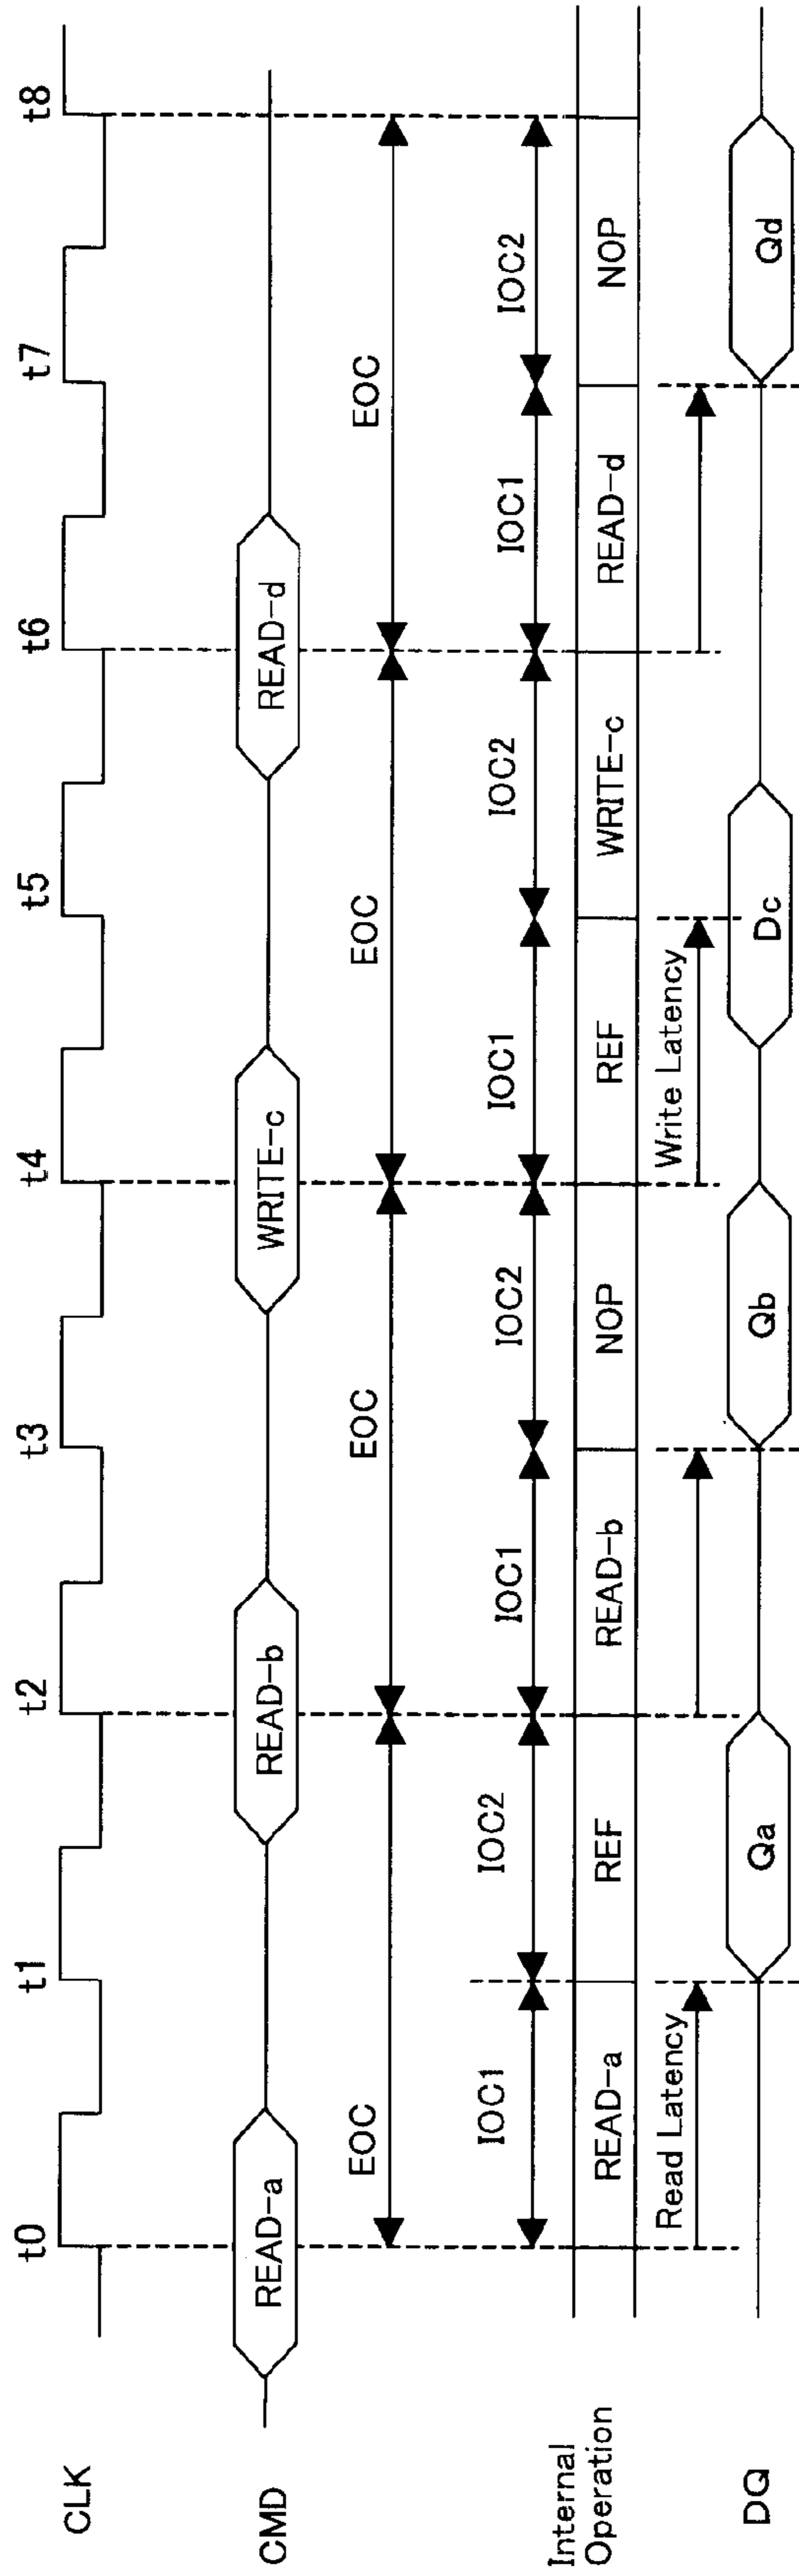 t0 t1 t2 t3 t4 t5 t6 t7 t8
CLK
CMD READ-a READ-b WRITE-c READ-d
EOC EOC EOC EOC
IOC1 IOC2 IOC1 IOC2 IOC1 IOC2 IOC1 IOC2
Internal
Operation READ-a REF READ-b NOP REF WRITE-c READ-d NOP
Read Latency Write Latency
DQ Qa Qb Dc Qd